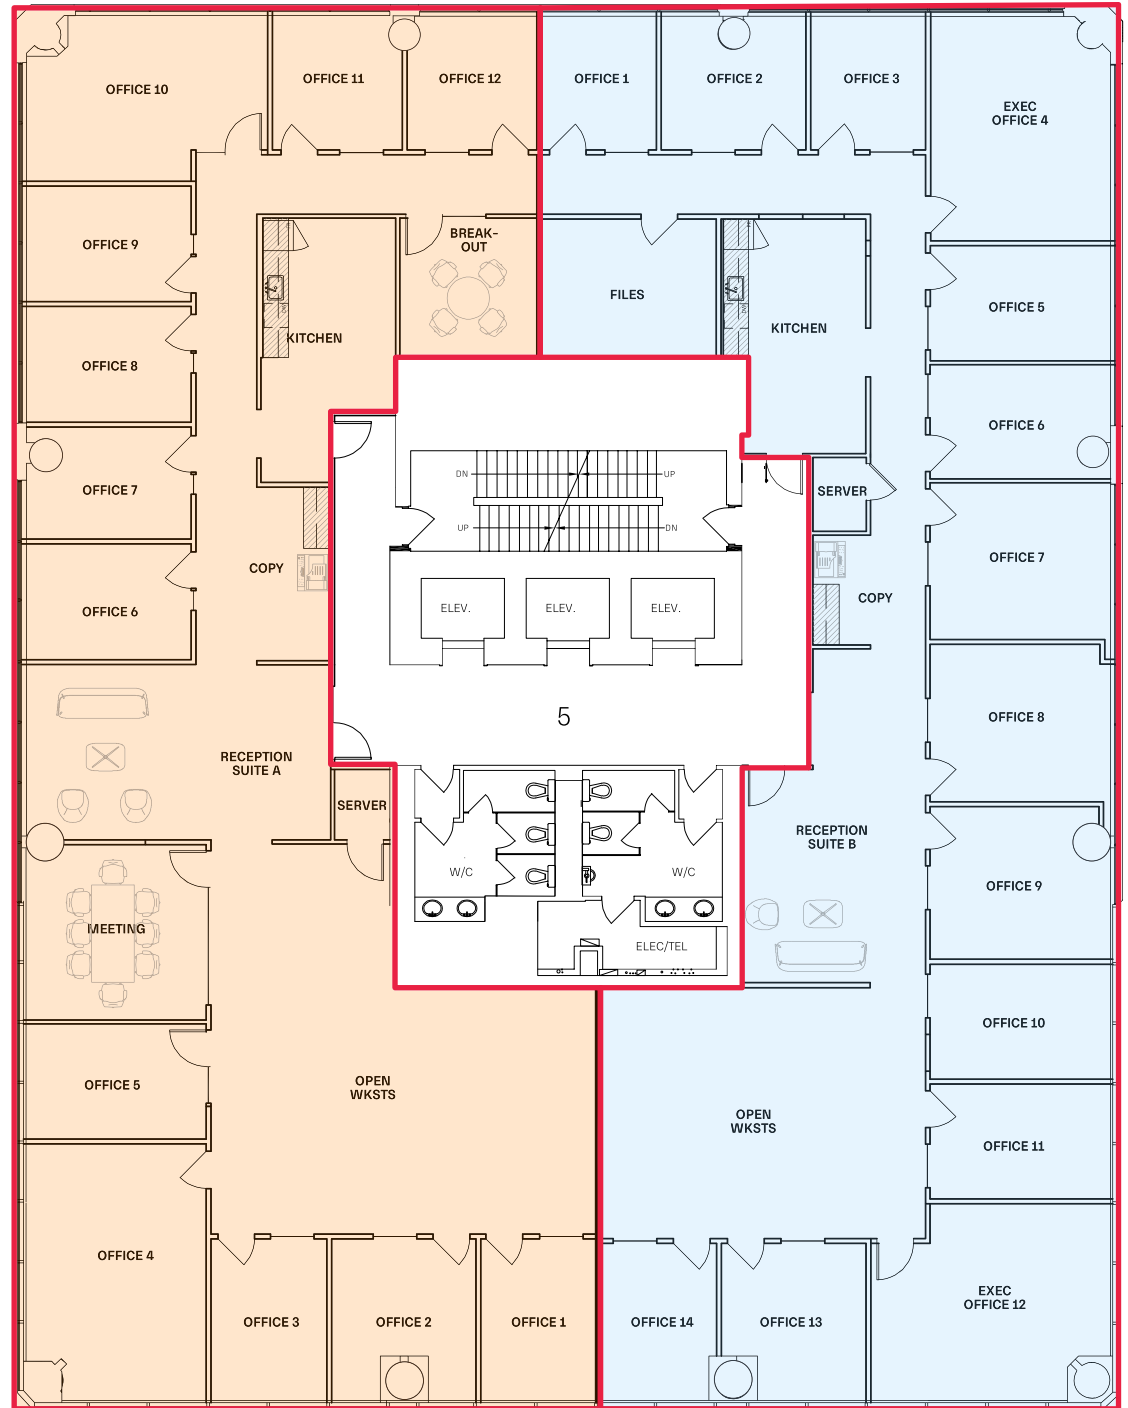 OFFICE 10
OFFICE 11
OFFICE 12
OFFICE 1
OFFICE 2
OFFICE 3
EXEC
OFFICE 4
OFFICE 9
BREAK-
OUT
FILES
KITCHEN
OFFICE 5
KITCHEN
OFFICE 8
OFFICE 6
OFFICE 7
DN
UP
SERVER
UP
DN
OFFICE 7
COPY
COPY
OFFICE 6
ELEV.
ELEV.
ELEV.
5
OFFICE 8
RECEPTION
SUITE A
SERVER
RECEPTION
SUITE B
W/C
W/C
OFFICE 9
MEETING
ELEC/TEL
OFFICE 10
OFFICE 5
OPEN
WKSTS
OPEN
WKSTS
OFFICE 11
OFFICE 4
EXEC
OFFICE 12
OFFICE 3
OFFICE 2
OFFICE 1
OFFICE 14
OFFICE 13